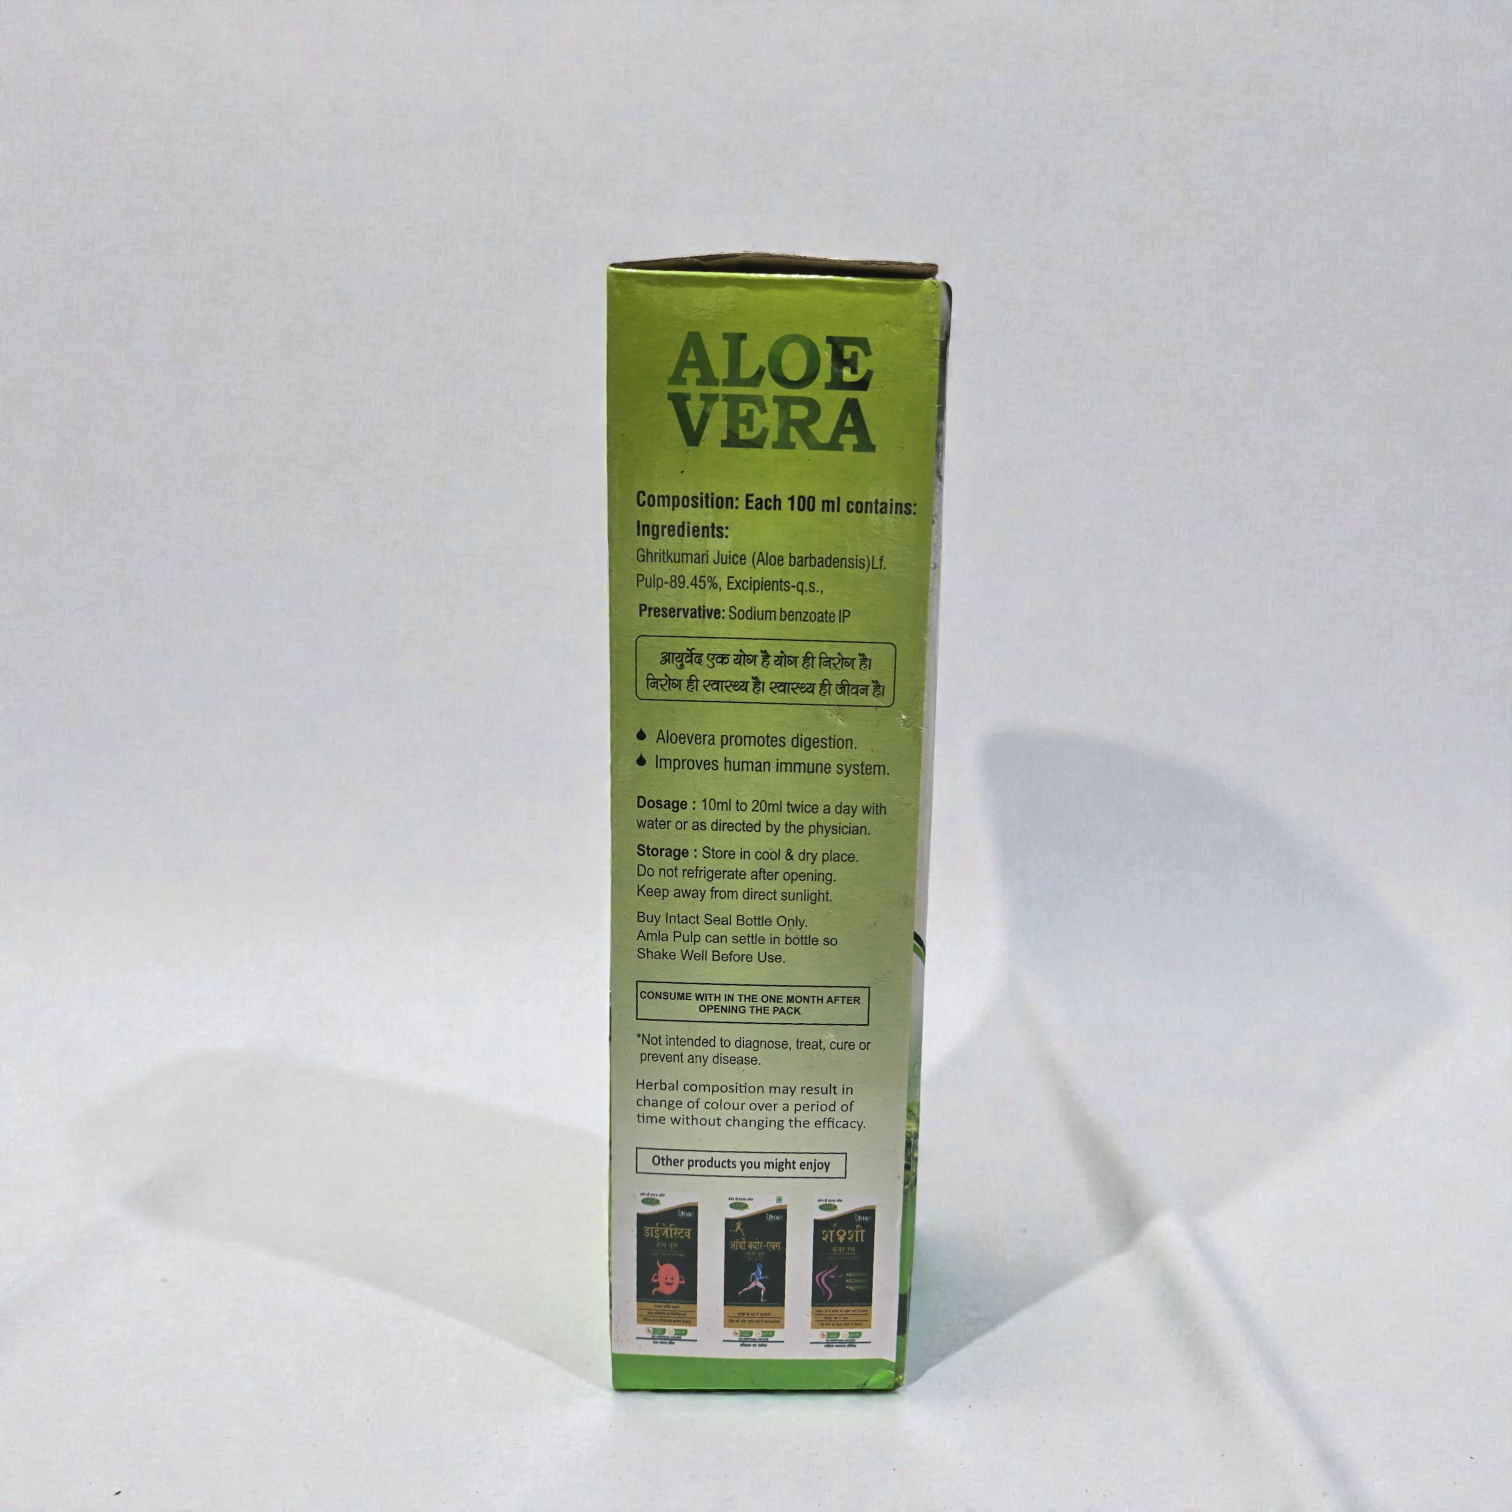 ALOE
VERA
Composition: Each 100 ml contains:
Ingredients:
Ghritkumari Juice (Aloe barbadensis)Lf.
Pulp-89.45%, Excipients-q.s.,
Preservative: Sodium benzoate IP
आयुर्वेद एक योग है योग ही निरोग है।
निरोग ही स्वास्थ्य है। स्वास्थ्य ही जीवन है।
Aloevera promotes digestion.
Improves human immune system.
Dosage : 10ml to 20ml twice a day with
water or as directed by the physician.
Storage : Store in cool & dry place.
Do not refrigerate after opening.
Keep away from direct sunlight.
Buy Intact Seal Bottle Only.
Amla Pulp can settle in bottle so
Shake Well Before Use.
CONSUME WITH IN THE ONE MONTH AFTER
OPENING THE PACK
*Not intended to diagnose, treat, cure or
prevent any disease.
Herbal composition may result in
change of colour over a period of
time without changing the efficacy.
Other products you might enjoy
डाईजेस्टिव